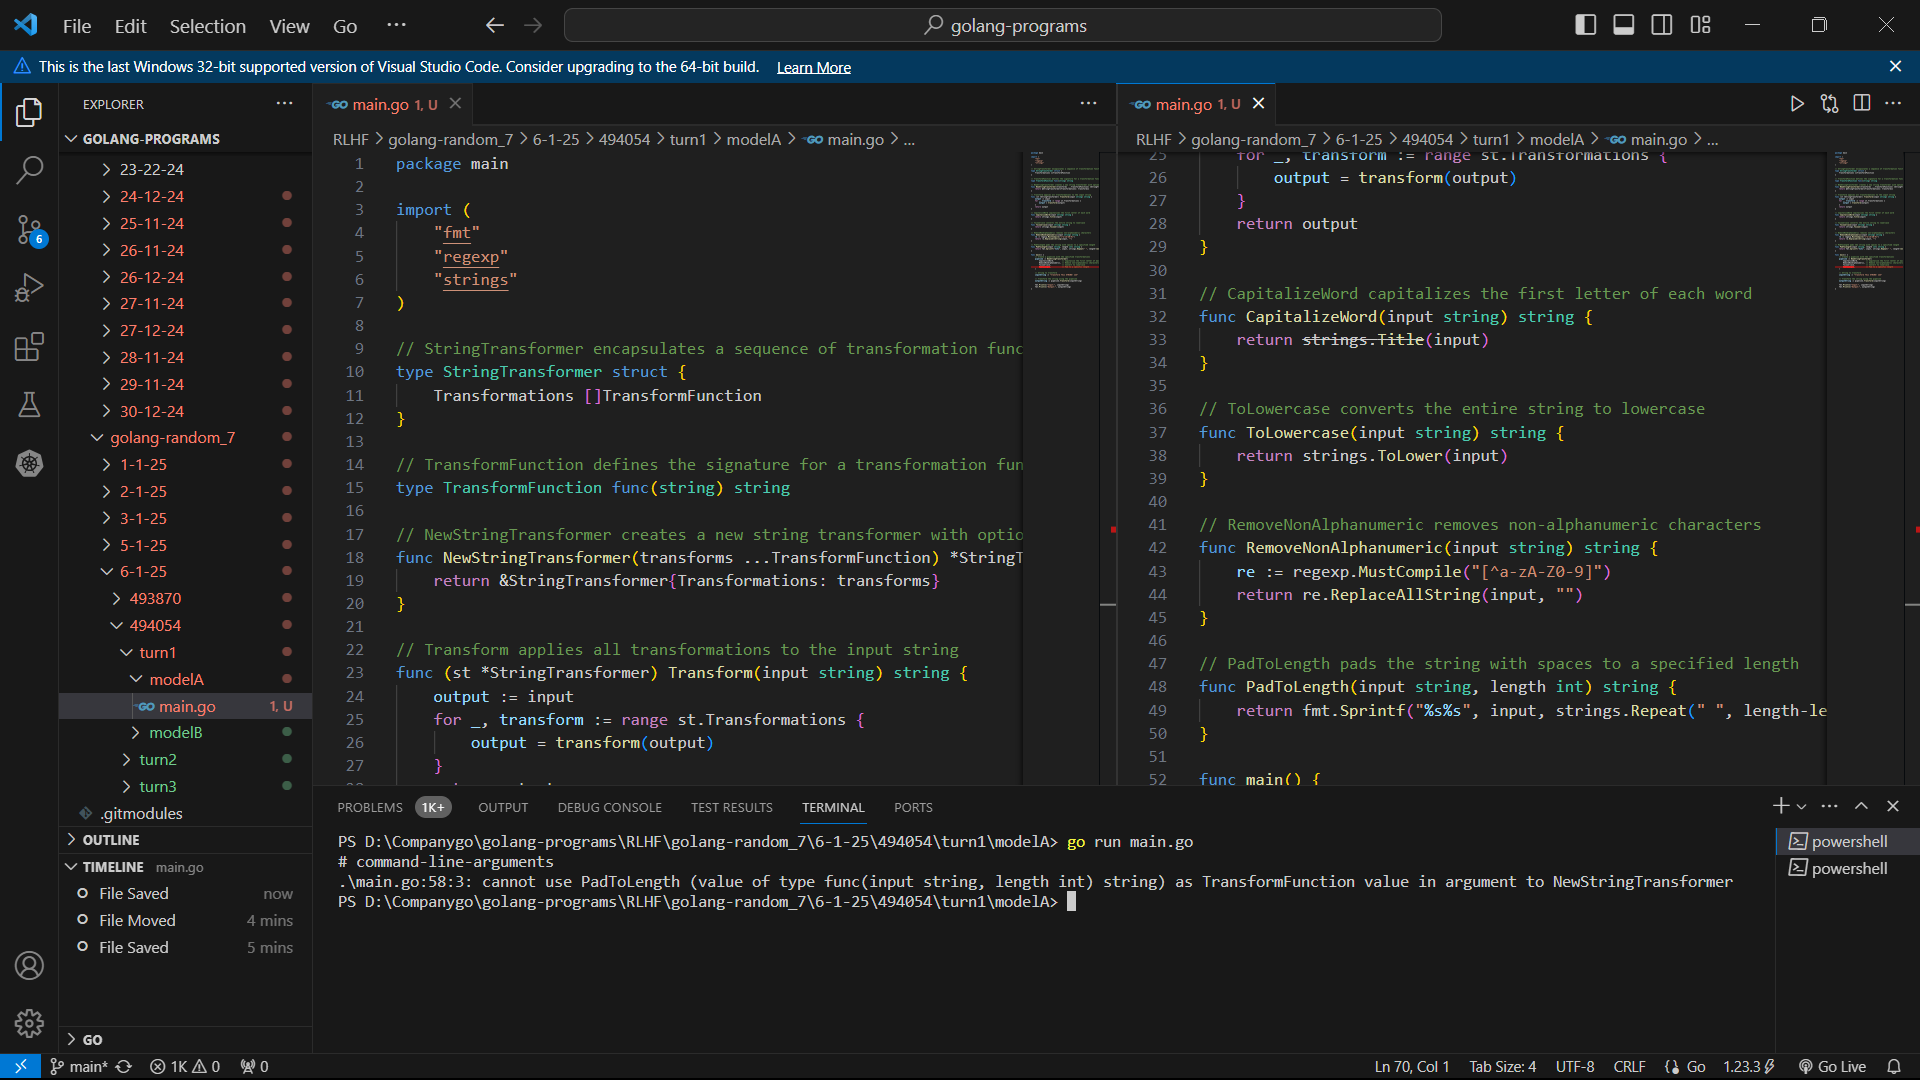 File Edit Selection View Go ···
golang-programs
This is the last Windows 32-bit supported version of Visual Studio Code. Consider upgrading to the 64-bit build. Learn More
EXPLORER
GOLANG-PROGRAMS
23-22-24
24-12-24
25-11-24
26-11-24
26-12-24
27-11-24
27-12-24
28-11-24
29-11-24
30-12-24
golang-random_7
1-1-25
2-1-25
3-1-25
5-1-25
6-1-25
493870
494054
turn1
modelA
main.go 1, U
modelB
turn2
turn3
.gitmodules
OUTLINE
TIMELINE main.go
File Saved now
File Moved 4 mins
File Saved 5 mins
GO
6
main.go 1, U
RLHF > golang-random_7 > 6-1-25 > 494054 > turn1 > modelA > main.go > ...
1 package main
2
3 import (
4 "fmt"
5 "regexp"
6 "strings"
7 )
8
9 // StringTransformer encapsulates a sequence of transformation func
10 type StringTransformer struct {
11 Transformations []TransformFunction
12 }
13
14 // TransformFunction defines the signature for a transformation fun
15 type TransformFunction func(string) string
16
17 // NewStringTransformer creates a new string transformer with optio
18 func NewStringTransformer(transforms ...TransformFunction) *StringT
19 return &StringTransformer{Transformations: transforms}
20 }
21
22 // Transform applies all transformations to the input string
23 func (st *StringTransformer) Transform(input string) string {
24 output := input
25 for _, transform := range st.Transformations {
26 output = transform(output)
27 }
main.go 1, U
RLHF > golang-random_7 > 6-1-25 > 494054 > turn1 > modelA > main.go > ...
25 for _, transform := range st.Transformations {
26 output = transform(output)
27 }
28 return output
29 }
30
31 // CapitalizeWord capitalizes the first letter of each word
32 func CapitalizeWord(input string) string {
33 return strings.Title(input)
34 }
35
36 // ToLowercase converts the entire string to lowercase
37 func ToLowercase(input string) string {
38 return strings.ToLower(input)
39 }
40
41 // RemoveNonAlphanumeric removes non-alphanumeric characters
42 func RemoveNonAlphanumeric(input string) string {
43 re := regexp.MustCompile("[^a-zA-Z0-9]")
44 return re.ReplaceAllString(input, "")
45 }
46
47 // PadToLength pads the string with spaces to a specified length
48 func PadToLength(input string, length int) string {
49 return fmt.Sprintf("%s%s", input, strings.Repeat(" ", length-le
50 }
51
52 func main() {
PROBLEMS 1K+ OUTPUT DEBUG CONSOLE TEST RESULTS TERMINAL PORTS
PS D:\Companygo\golang-programs\RLHF\golang-random_7\6-1-25\494054\turn1\modelA> go run main.go
# command-line-arguments
.\main.go:58:3: cannot use PadToLength (value of type func(input string, length int) string) as TransformFunction value in argument to NewStringTransformer
PS D:\Companygo\golang-programs\RLHF\golang-random_7\6-1-25\494054\turn1\modelA>
powershell
powershell
main* 1K 0 0 Ln 70, Col 1 Tab Size: 4 UTF-8 CRLF Go 1.23.3 Go Live